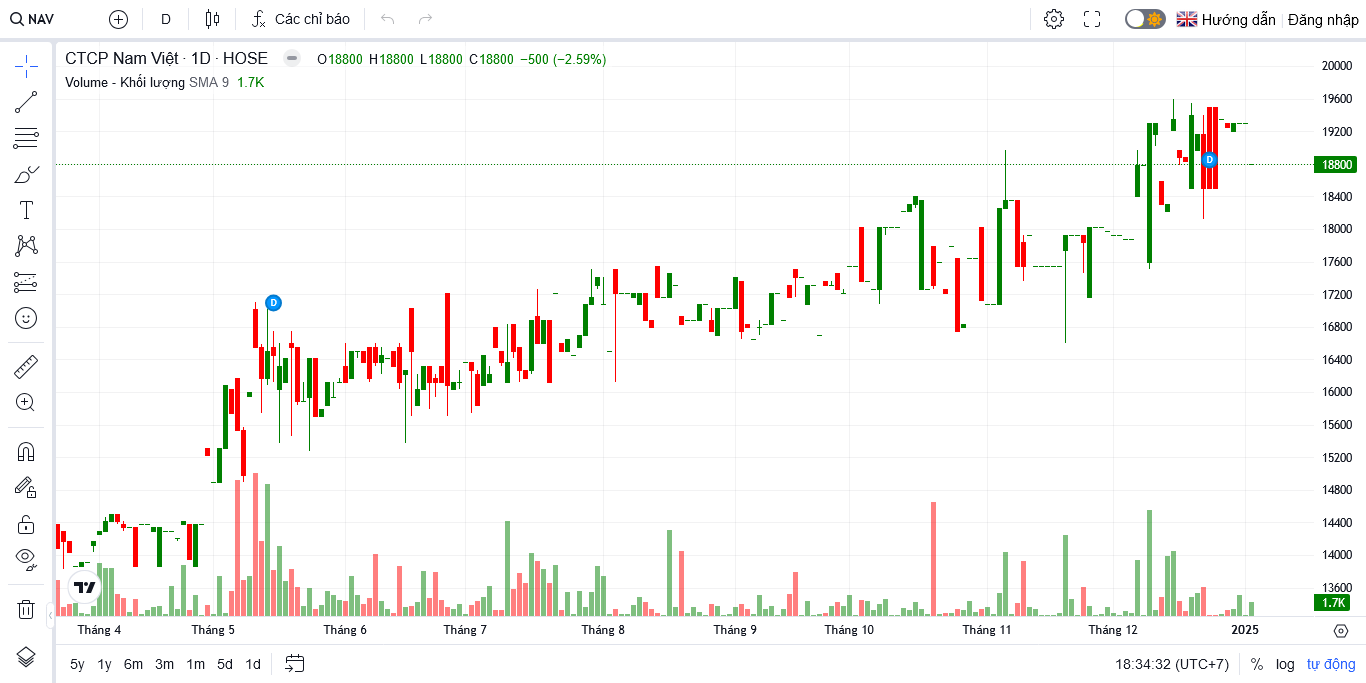 NAV
D
Các chỉ báo
Hướng dẫn
Đăng nhập
CTCP Nam Việt · 1D · HOSE
O18800 H18800 L18800 C18800 −500 (−2.59%)
Volume - Khối lượng SMA 9 1.7K
20000
19600
19200
18800
18400
18000
17600
17200
16800
16400
16000
15600
15200
14800
14400
14000
13600
1.7K
D
D
Tháng 4 Tháng 5 Tháng 6 Tháng 7 Tháng 8 Tháng 9 Tháng 10 Tháng 11 Tháng 12 2025
5y 1y 6m 3m 1m 5d 1d
18:34:32 (UTC+7)
% log tự động